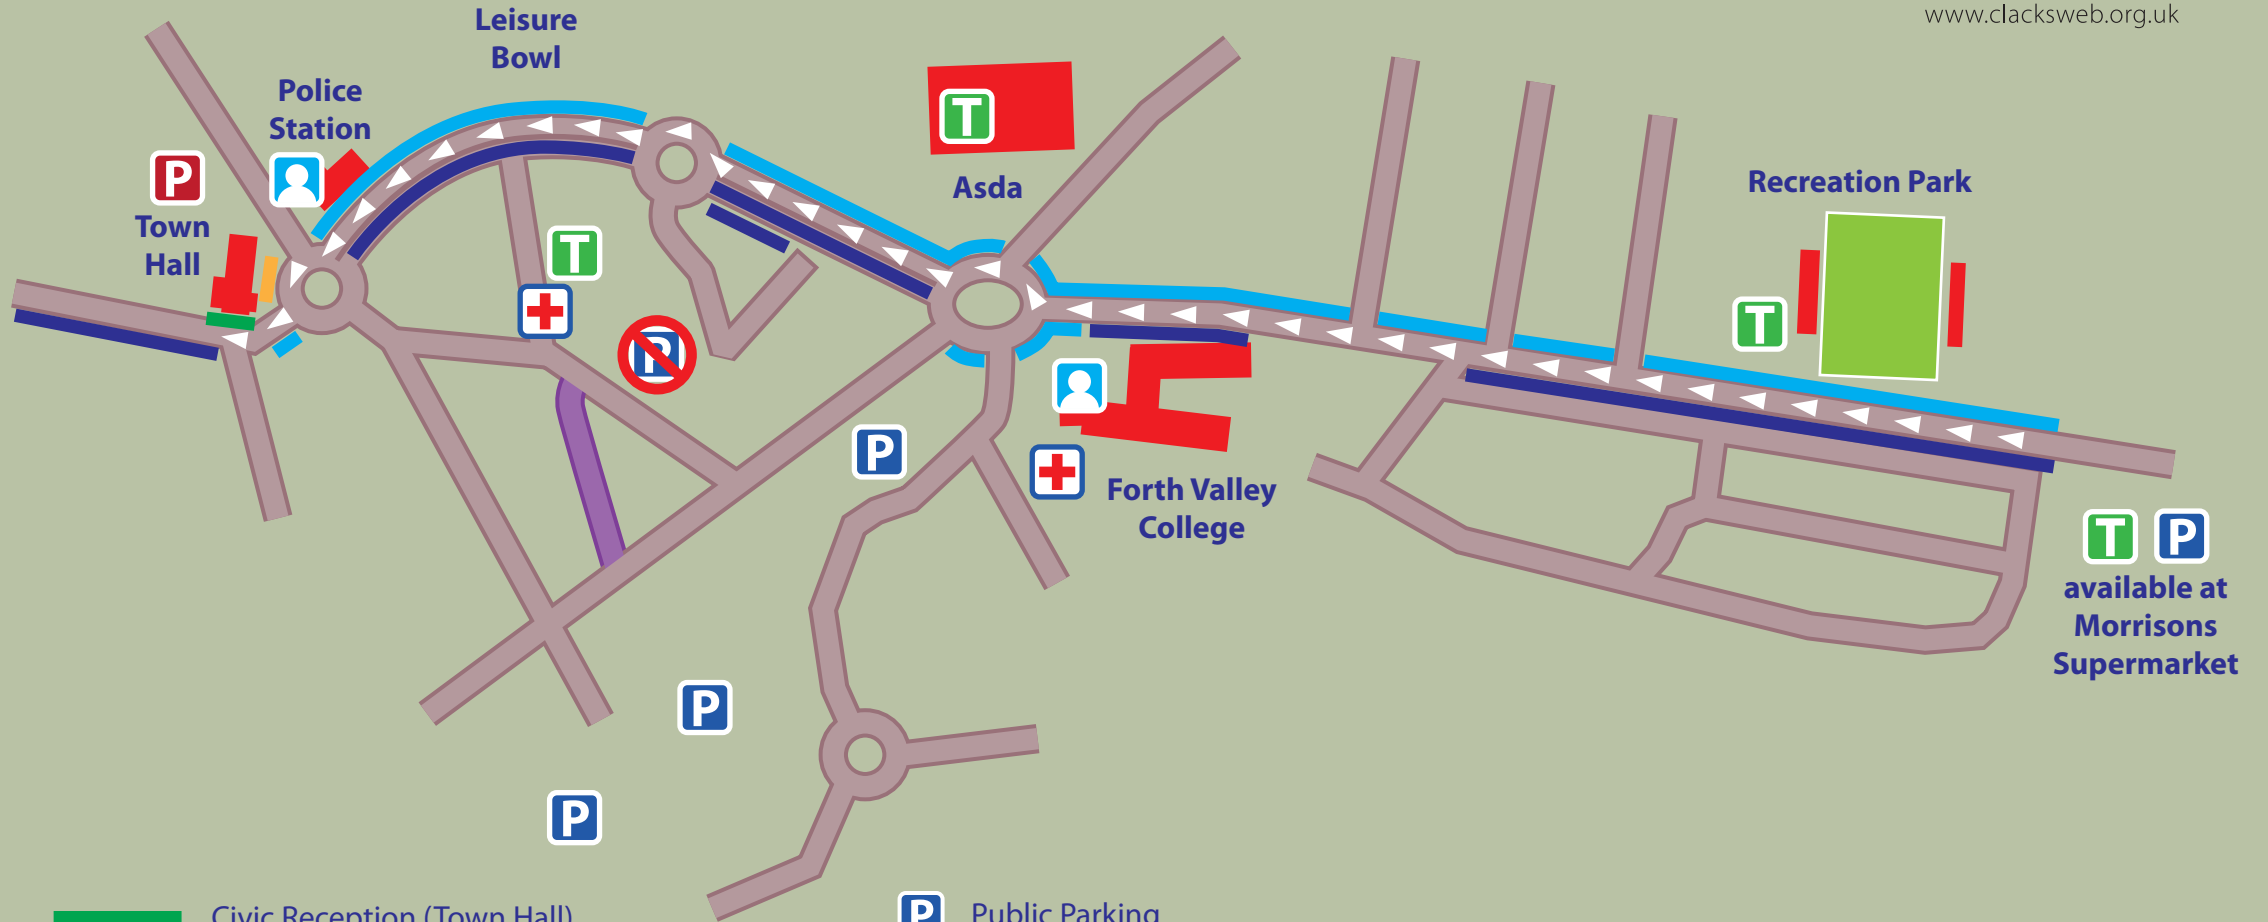 www.clacksweb.org.uk
Leisure
Bowl
Police
Station
P
Town
Hall
T
Asda
T
P
Recreation Park
T
P
Forth Valley
College
T P
available at
Morrisons
Supermarket
P
P
Civic Reception (Town Hall)
P Public Parking